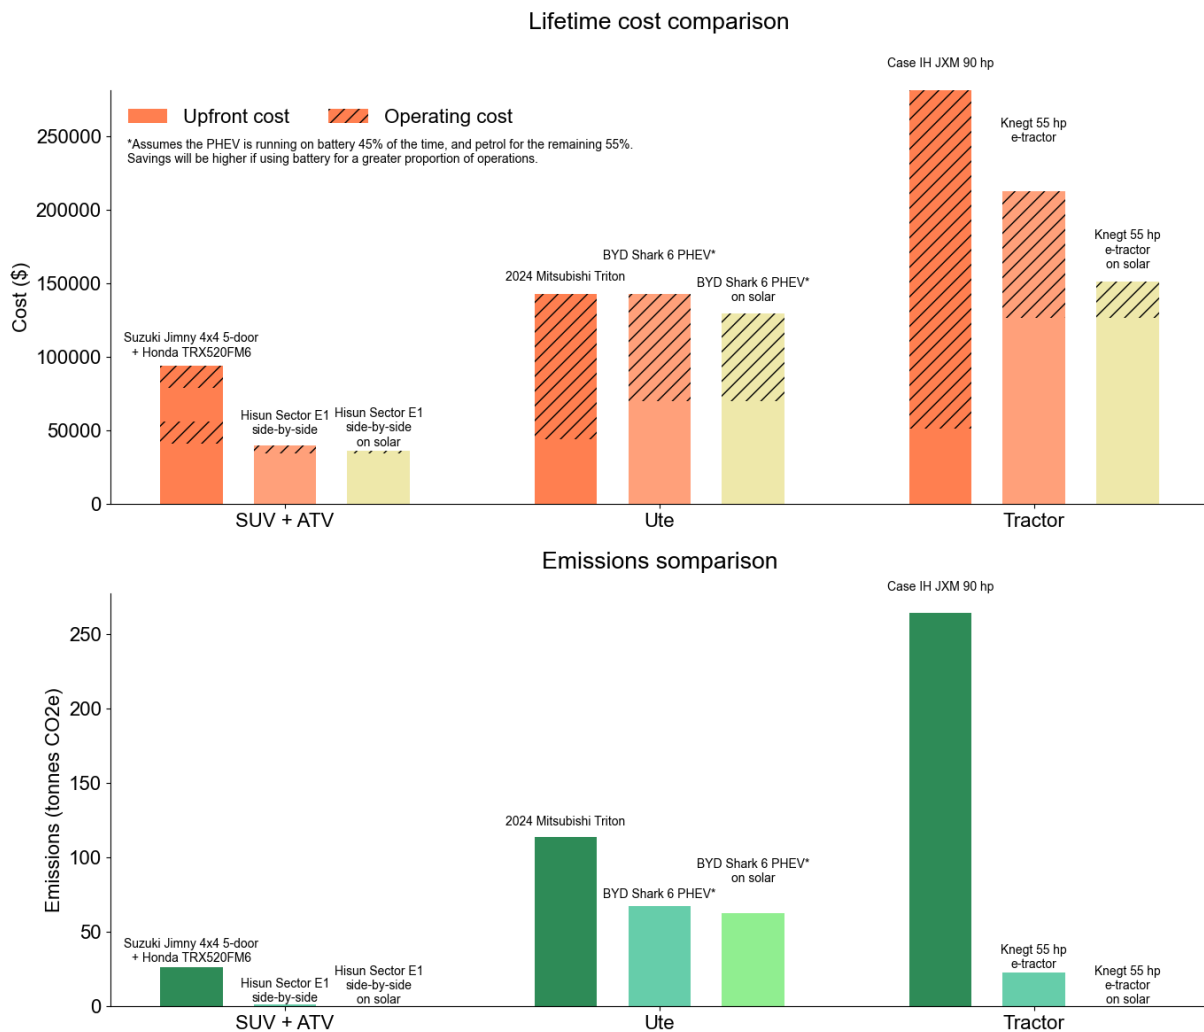 Lifetime cost comparison
Case IH JXM 90 hp
Upfront cost
Operating cost
*Assumes the PHEV is running on battery 45% of the time, and petrol for the remaining 55%.
Savings will be higher if using battery for a greater proportion of operations.
Knegt 55 hp
e-tractor
Knegt 55 hp
e-tractor
on solar
BYD Shark 6 PHEV*
2024 Mitsubishi Triton
BYD Shark 6 PHEV*
on solar
Suzuki Jimny 4x4 5-door
+ Honda TRX520FM6
Hisun Sector E1
side-by-side
Hisun Sector E1
side-by-side
on solar
Cost ($)
250000
200000
150000
100000
50000
0
SUV + ATV
Ute
Tractor
Emissions somparison
Case IH JXM 90 hp
2024 Mitsubishi Triton
BYD Shark 6 PHEV*
BYD Shark 6 PHEV*
on solar
Suzuki Jimny 4x4 5-door
+ Honda TRX520FM6
Hisun Sector E1
side-by-side
Hisun Sector E1
side-by-side
on solar
Knegt 55 hp
e-tractor
Knegt 55 hp
e-tractor
on solar
Emissions (tonnes CO2e)
250
200
150
100
50
0
SUV + ATV
Ute
Tractor